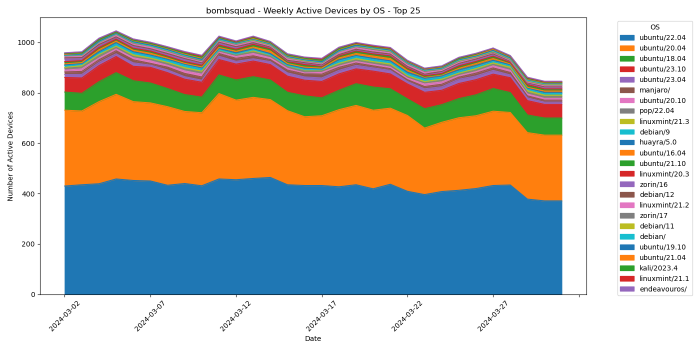 bombsquad - Weekly Active Devices by OS - Top 25
Number of Active Devices
1000
800
600
400
200
0
2024-03-02
2024-03-07
2024-03-12
2024-03-17
2024-03-22
2024-03-27
Date
OS
ubuntu/22.04
ubuntu/20.04
ubuntu/18.04
ubuntu/23.10
ubuntu/23.04
manjaro/
ubuntu/20.10
pop/22.04
linuxmint/21.3
debian/9
huayra/5.0
ubuntu/16.04
ubuntu/21.10
linuxmint/20.3
zorin/16
debian/12
linuxmint/21.2
zorin/17
debian/11
debian/
ubuntu/19.10
ubuntu/21.04
kali/2023.4
linuxmint/21.1
endeavouros/